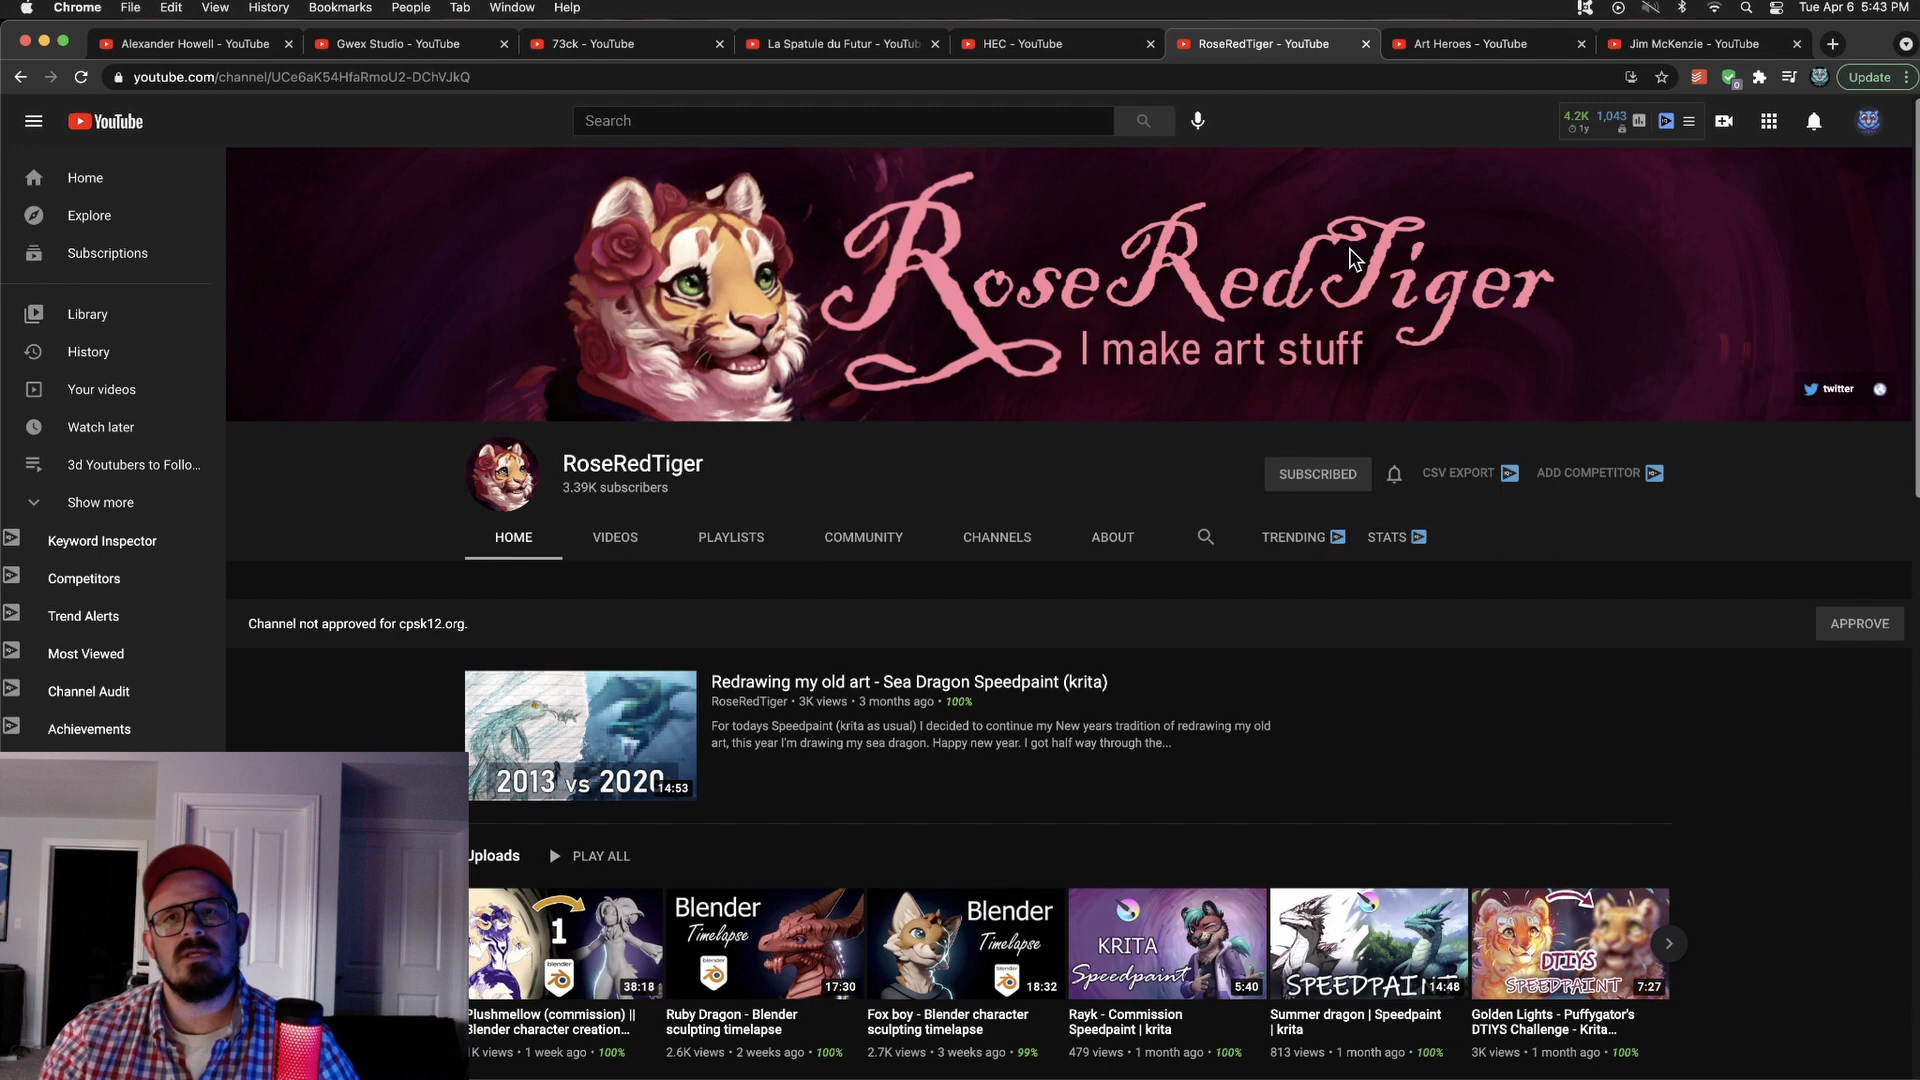 Chrome File Edit View History Bookmarks People Tab Window Help Tue Apr 6 5:43 PM
Alexander Howell - YouTube Gwex Studio - YouTube 73ck - YouTube La Spatule du Futur - YouTub HEC - YouTube RoseRedTiger - YouTube Art Heroes - YouTube Jim McKenzie - YouTube
youtube.com/channel/UCe6aK54HfaRmoU2-DChVJkQ 0 Update
YouTube Search 4.2K 1,043
1y
Home
Explore
Subscriptions
Library
History
Your videos
Watch later
3d Youtubers to Follo...
Show more
Keyword Inspector
Competitors
Trend Alerts
Most Viewed
Channel Audit
Achievements
RoseRedTiger
I make art stuff
twitter
RoseRedTiger
3.39K subscribers
SUBSCRIBED CSV EXPORT ADD COMPETITOR
HOME VIDEOS PLAYLISTS COMMUNITY CHANNELS ABOUT TRENDING STATS
Channel not approved for cpsk12.org. APPROVE
2013 vs 2020 14:53
Redrawing my old art - Sea Dragon Speedpaint (krita)
RoseRedTiger • 3K views • 3 months ago • 100%
For todays Speedpaint (krita as usual) I decided to continue my New years tradition of redrawing my old
art, this year I'm drawing my sea dragon. Happy new year. I got half way through the...
Uploads PLAY ALL
1
blender
38:18
Plushmellow (commission) ||
Blender character creation...
1K views • 1 week ago • 100%
Blender
Timelapse
blender
17:30
Ruby Dragon - Blender
sculpting timelapse
2.6K views • 2 weeks ago • 100%
Blender
Timelapse
blender
18:32
Fox boy - Blender character
sculpting timelapse
2.7K views • 3 weeks ago • 99%
KRITA
Speedpaint
5:40
Rayk - Commission
Speedpaint | krita
479 views • 1 month ago • 100%
SPEEDPAINT
14:48
Summer dragon | Speedpaint
| krita
813 views • 1 month ago • 100%
DTIYS
SPEEDPAINT
7:27
Golden Lights - Puffygator's
DTIYS Challenge - Krita...
3K views • 1 month ago • 100%